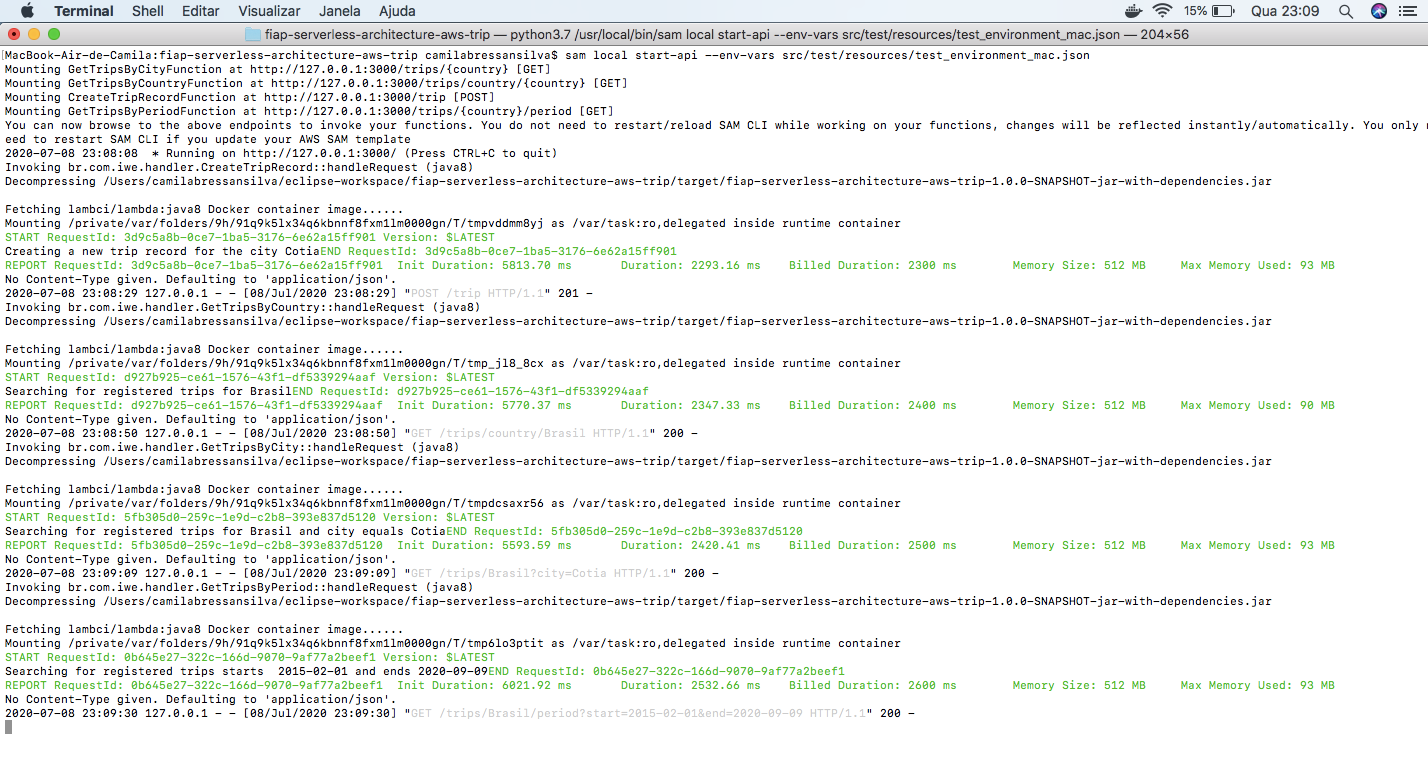 Terminal Shell Editar Visualizar Janela Ajuda 15% Qua 23:09
fiap-serverless-architecture-aws-trip — python3.7 /usr/local/bin/sam local start-api --env-vars src/test/resources/test_environment_mac.json — 204×56
[MacBook-Air-de-Camila:fiap-serverless-architecture-aws-trip camilabressansilva$ sam local start-api --env-vars src/test/resources/test_environment_mac.json
Mounting GetTripsByCityFunction at http://127.0.0.1:3000/trips/{country} [GET]
Mounting GetTripsByCountryFunction at http://127.0.0.1:3000/trips/country/{country} [GET]
Mounting CreateTripRecordFunction at http://127.0.0.1:3000/trip [POST]
Mounting GetTripsByPeriodFunction at http://127.0.0.1:3000/trips/{country}/period [GET]
You can now browse to the above endpoints to invoke your functions. You do not need to restart/reload SAM CLI while working on your functions, changes will be reflected instantly/automatically. You only n
eed to restart SAM CLI if you update your AWS SAM template
2020-07-08 23:08:08  * Running on http://127.0.0.1:3000/ (Press CTRL+C to quit)
Invoking br.com.iwe.handler.CreateTripRecord::handleRequest (java8)
Decompressing /Users/camilabressansilva/eclipse-workspace/fiap-serverless-architecture-aws-trip/target/fiap-serverless-architecture-aws-trip-1.0.0-SNAPSHOT-jar-with-dependencies.jar
Fetching lambci/lambda:java8 Docker container image......
Mounting /private/var/folders/9h/91q9k5lx34q6kbnnf8fxm1lm0000gn/T/tmpvddmm8yj as /var/task:ro,delegated inside runtime container
START RequestId: 3d9c5a8b-0ce7-1ba5-3176-6e62a15ff901 Version: $LATEST
Creating a new trip record for the city CotiaEND RequestId: 3d9c5a8b-0ce7-1ba5-3176-6e62a15ff901
REPORT RequestId: 3d9c5a8b-0ce7-1ba5-3176-6e62a15ff901  Init Duration: 5813.70 ms  Duration: 2293.16 ms  Billed Duration: 2300 ms  Memory Size: 512 MB  Max Memory Used: 93 MB
No Content-Type given. Defaulting to 'application/json'.
2020-07-08 23:08:29 127.0.0.1 - - [08/Jul/2020 23:08:29] "POST /trip HTTP/1.1" 201 -
Invoking br.com.iwe.handler.GetTripsByCountry::handleRequest (java8)
Decompressing /Users/camilabressansilva/eclipse-workspace/fiap-serverless-architecture-aws-trip/target/fiap-serverless-architecture-aws-trip-1.0.0-SNAPSHOT-jar-with-dependencies.jar
Fetching lambci/lambda:java8 Docker container image......
Mounting /private/var/folders/9h/91q9k5lx34q6kbnnf8fxm1lm0000gn/T/tmp_jl8_8cx as /var/task:ro,delegated inside runtime container
START RequestId: d927b925-ce61-1576-43f1-df5339294aaf Version: $LATEST
Searching for registered trips for BrasilEND RequestId: d927b925-ce61-1576-43f1-df5339294aaf
REPORT RequestId: d927b925-ce61-1576-43f1-df5339294aaf  Init Duration: 5770.37 ms  Duration: 2347.33 ms  Billed Duration: 2400 ms  Memory Size: 512 MB  Max Memory Used: 90 MB
No Content-Type given. Defaulting to 'application/json'.
2020-07-08 23:08:50 127.0.0.1 - - [08/Jul/2020 23:08:50] "GET /trips/country/Brasil HTTP/1.1" 200 -
Invoking br.com.iwe.handler.GetTripsByCity::handleRequest (java8)
Decompressing /Users/camilabressansilva/eclipse-workspace/fiap-serverless-architecture-aws-trip/target/fiap-serverless-architecture-aws-trip-1.0.0-SNAPSHOT-jar-with-dependencies.jar
Fetching lambci/lambda:java8 Docker container image......
Mounting /private/var/folders/9h/91q9k5lx34q6kbnnf8fxm1lm0000gn/T/tmpdcsaxr56 as /var/task:ro,delegated inside runtime container
START RequestId: 5fb305d0-259c-1e9d-c2b8-393e837d5120 Version: $LATEST
Searching for registered trips for Brasil and city equals CotiaEND RequestId: 5fb305d0-259c-1e9d-c2b8-393e837d5120
REPORT RequestId: 5fb305d0-259c-1e9d-c2b8-393e837d5120  Init Duration: 5593.59 ms  Duration: 2420.41 ms  Billed Duration: 2500 ms  Memory Size: 512 MB  Max Memory Used: 93 MB
No Content-Type given. Defaulting to 'application/json'.
2020-07-08 23:09:09 127.0.0.1 - - [08/Jul/2020 23:09:09] "GET /trips/Brasil?city=Cotia HTTP/1.1" 200 -
Invoking br.com.iwe.handler.GetTripsByPeriod::handleRequest (java8)
Decompressing /Users/camilabressansilva/eclipse-workspace/fiap-serverless-architecture-aws-trip/target/fiap-serverless-architecture-aws-trip-1.0.0-SNAPSHOT-jar-with-dependencies.jar
Fetching lambci/lambda:java8 Docker container image......
Mounting /private/var/folders/9h/91q9k5lx34q6kbnnf8fxm1lm0000gn/T/tmp6lo3ptit as /var/task:ro,delegated inside runtime container
START RequestId: 0b645e27-322c-166d-9070-9af77a2beef1 Version: $LATEST
Searching for registered trips starts  2015-02-01 and ends 2020-09-09END RequestId: 0b645e27-322c-166d-9070-9af77a2beef1
REPORT RequestId: 0b645e27-322c-166d-9070-9af77a2beef1  Init Duration: 6021.92 ms  Duration: 2532.66 ms  Billed Duration: 2600 ms  Memory Size: 512 MB  Max Memory Used: 93 MB
No Content-Type given. Defaulting to 'application/json'.
2020-07-08 23:09:30 127.0.0.1 - - [08/Jul/2020 23:09:30] "GET /trips/Brasil/period?start=2015-02-01&end=2020-09-09 HTTP/1.1" 200 -